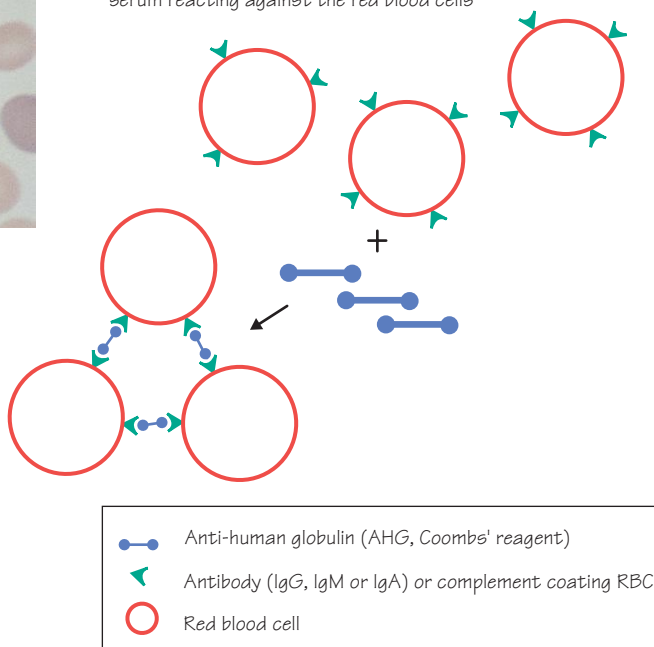 serum reacting against the red blood cells
+
Anti-human globulin (AHG, Coombs' reagent)
Antibody (IgG, IgM or IgA) or complement coating RBC
Red blood cell